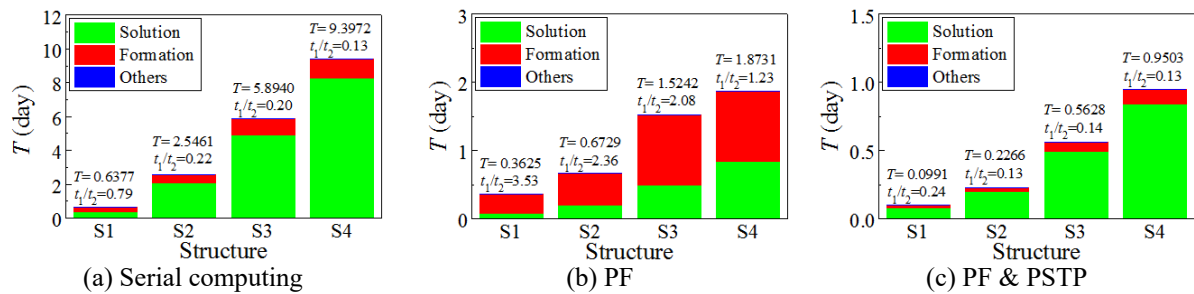 12
10
8
6
4
2
0
T (day)
Solution
Formation
Others
T=0.6377
t1/t2=0.79
T=2.5461
t1/t2=0.22
T=5.8940
t1/t2=0.20
T=9.3972
t1/t2=0.13
S1 S2 S3 S4
Structure
(a) Serial computing
3
2
1
0
T (day)
Solution
Formation
Others
T=0.3625
t1/t2=3.53
T=0.6729
t1/t2=2.36
T=1.5242
t1/t2=2.08
T=1.8731
t1/t2=1.23
S1 S2 S3 S4
Structure
(b) PF
1.5
1.0
0.5
0.0
T (day)
Solution
Formation
Others
T=0.0991
t1/t2=0.24
T=0.2266
t1/t2=0.13
T=0.5628
t1/t2=0.14
T=0.9503
t1/t2=0.13
S1 S2 S3 S4
Structure
(c) PF & PSTP